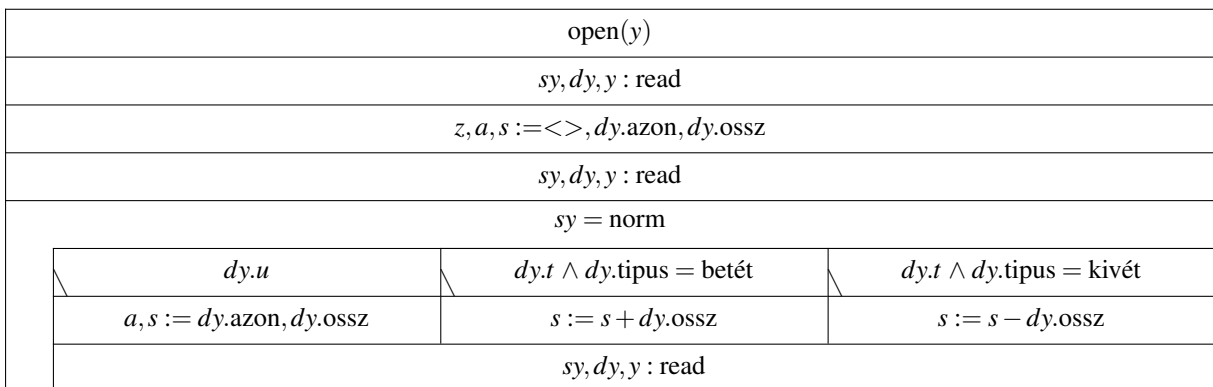 open(y)
sy, dy, y : read
z, a, s := <>, dy.azon, dy.ossz
sy, dy, y : read
sy = norm
dy.u
dy.t ∧ dy.tipus = betét
dy.t ∧ dy.tipus = kivét
a, s := dy.azon, dy.ossz
s := s + dy.ossz
s := s − dy.ossz
sy, dy, y : read